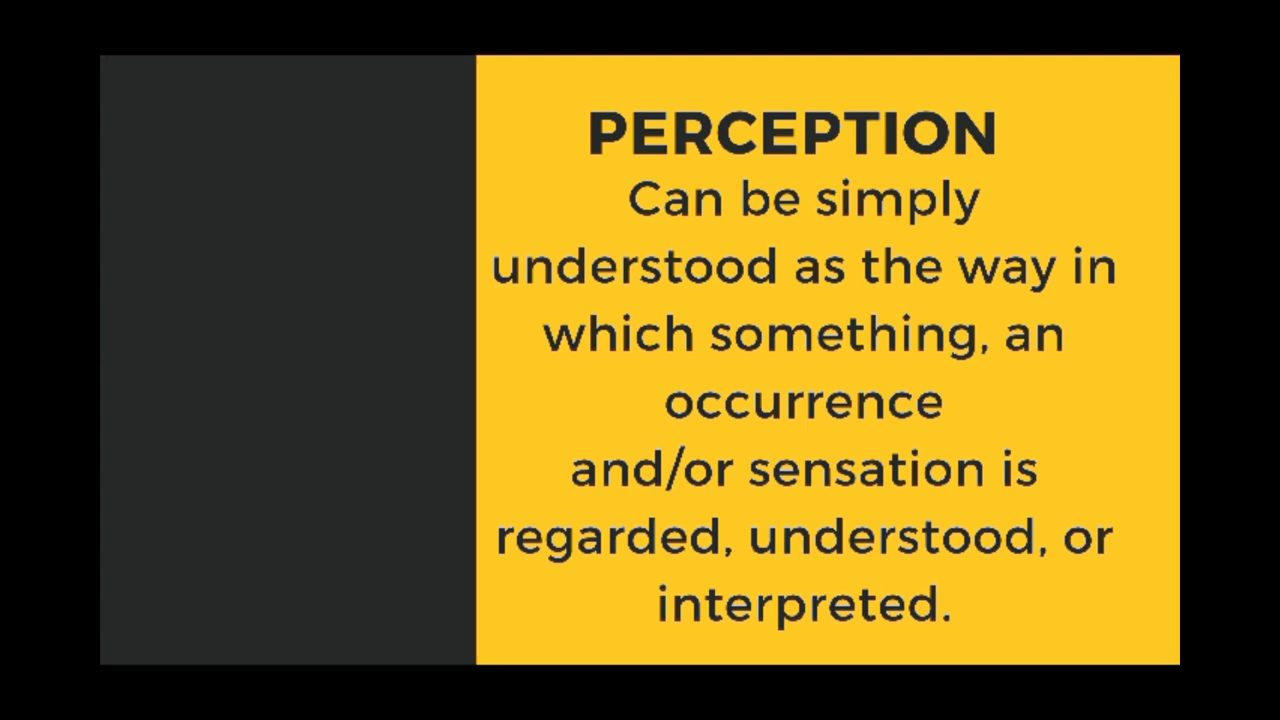 PERCEPTION
Can be simply
understood as the way in
which something, an
occurrence
and/or sensation is
regarded, understood, or
interpreted.